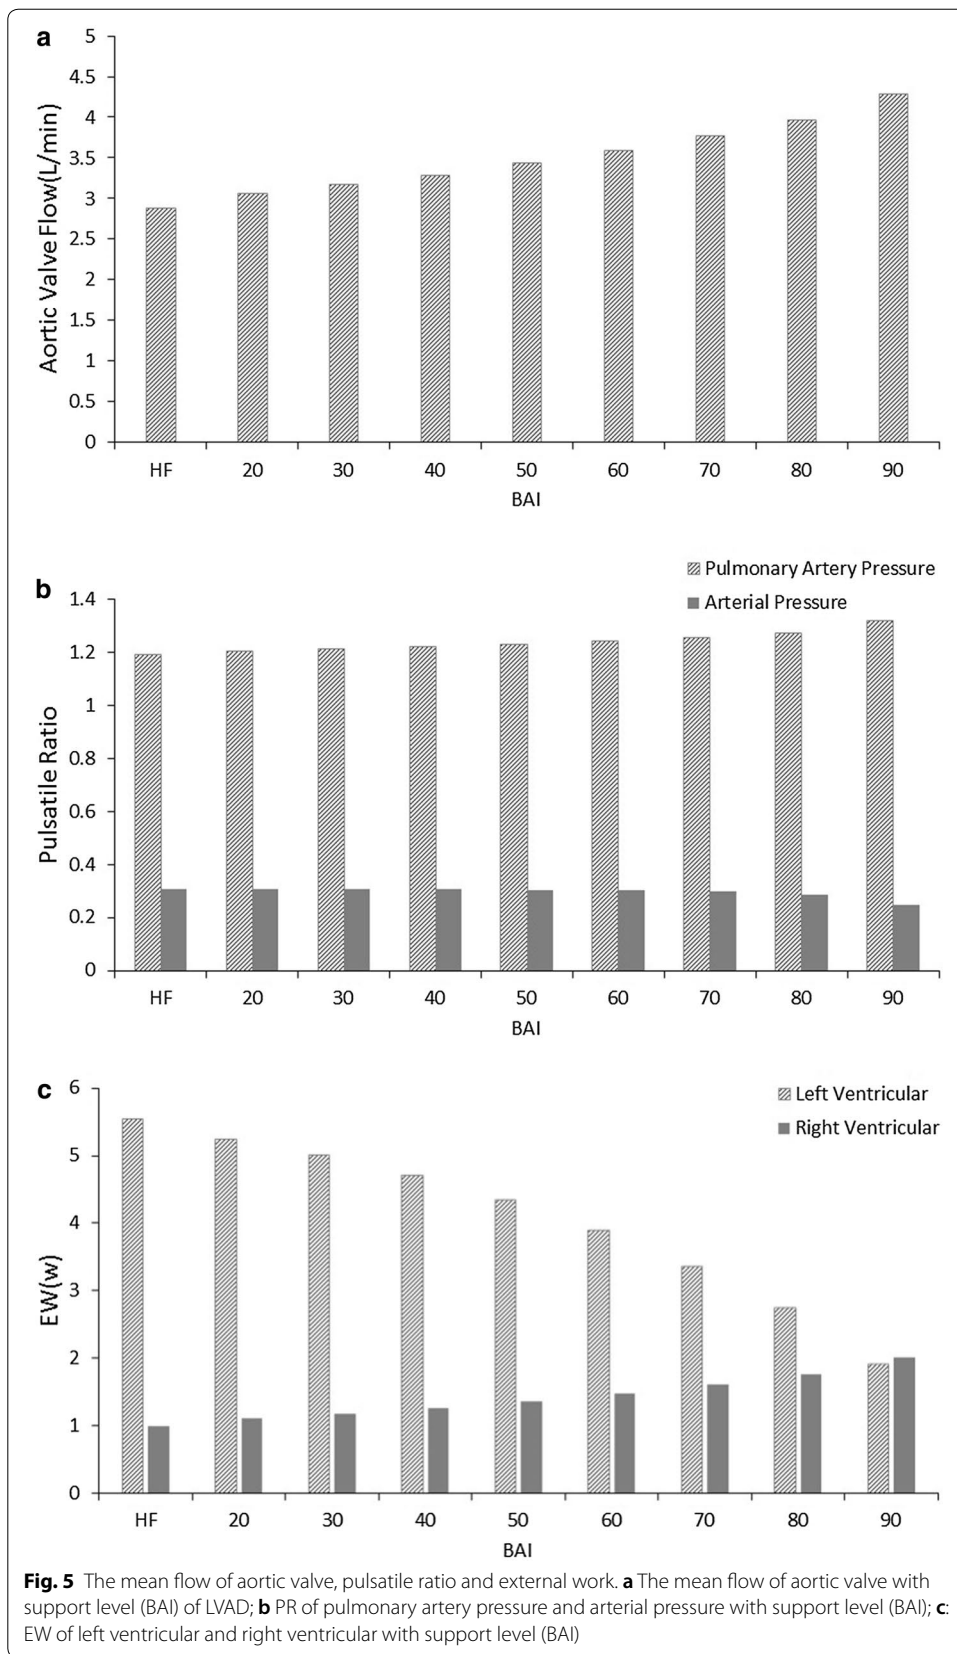 a
5
4.5
4
3.5
3
2.5
2
1.5
1
0.5
0
Aortic Valve Flow(L/min)
HF 20 30 40 50 60 70 80 90
BAI
b
Pulmonary Artery Pressure
Arterial Pressure
1.4
1.2
1
0.8
0.6
0.4
0.2
0
Pulsatile Ratio
HF 20 30 40 50 60 70 80 90
BAI
c
Left Ventricular
Right Ventricular
6
5
4
3
2
1
0
EW(w)
HF 20 30 40 50 60 70 80 90
BAI
Fig. 5 The mean flow of aortic valve, pulsatile ratio and external work. a The mean flow of aortic valve with
support level (BAI) of LVAD; b PR of pulmonary artery pressure and arterial pressure with support level (BAI); c:
EW of left ventricular and right ventricular with support level (BAI)